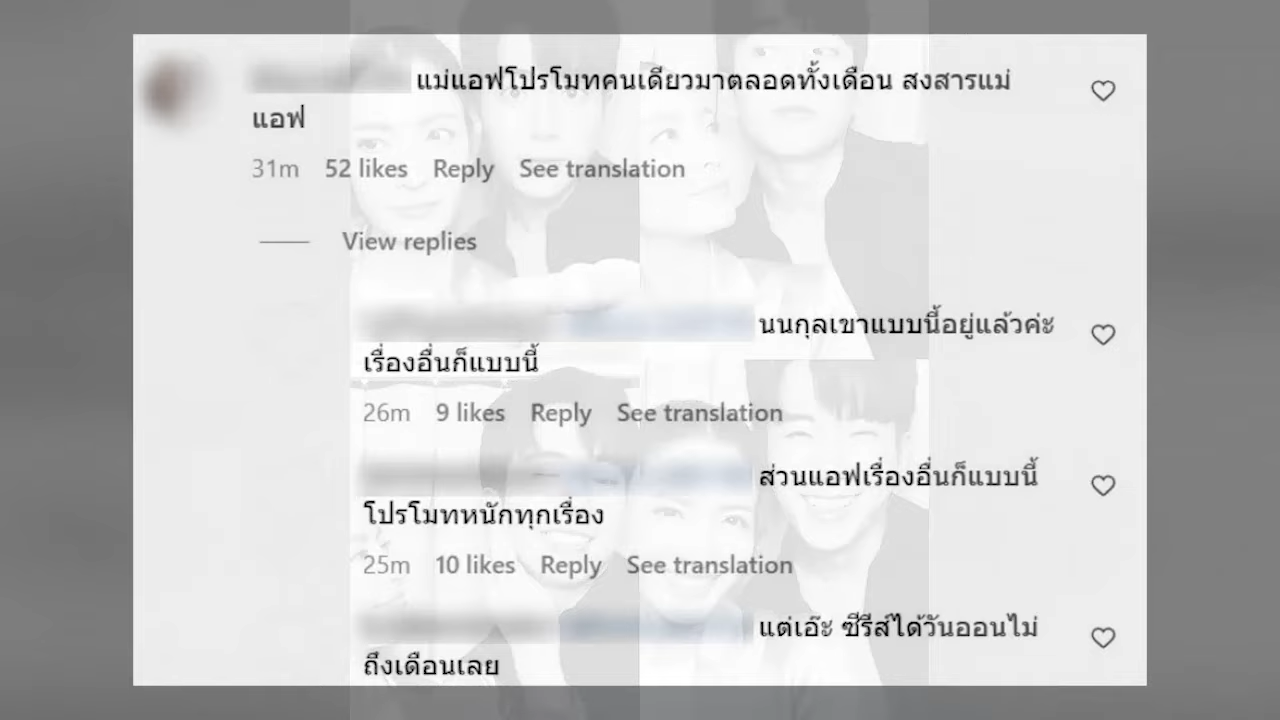 แม่แอฟโปรโมทคนเดียวมาตลอดทั้งเดือน สงสารแม่
แอฟ
31m 52 likes Reply See translation
View replies
นนกุลเขาแบบนี้อยู่แล้วค่ะ
เรื่องอื่นก็แบบนี้
26m 9 likes Reply See translation
ส่วนแอฟเรื่องอื่นก็แบบนี้
โปรโมทหนักทุกเรื่อง
25m 10 likes Reply See translation
แต่เอ๊ะ ซีรีส์ได้วันออนไม่
ถึงเดือนเลย